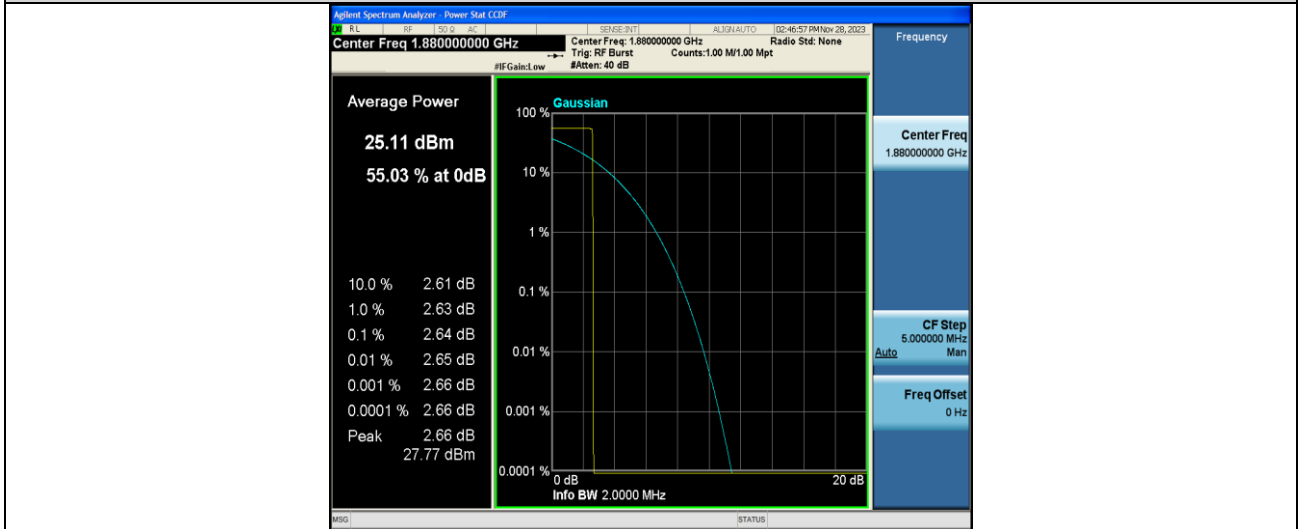 Agilent Spectrum Analyzer - Power Stat CCDF
RL RF 50 Ω AC SENSE:INT ALIGNAUTO 02:46:57 PM Nov 28, 2023
Center Freq 1.880000000 GHz
Center Freq: 1.880000000 GHz Radio Std: None
Trig: RF Burst Counts:1.00 M/1.00 Mpt
#IFGain:Low #Atten: 40 dB
Frequency
Average Power
25.11 dBm
55.03 % at 0dB
10.0 % 2.61 dB
1.0 % 2.63 dB
0.1 % 2.64 dB
0.01 % 2.65 dB
0.001 % 2.66 dB
0.0001 % 2.66 dB
Peak 2.66 dB
27.77 dBm
Gaussian
100 %
10 %
1 %
0.1 %
0.01 %
0.001 %
0.0001 %
0 dB 20 dB
Info BW 2.0000 MHz
Center Freq
1.880000000 GHz
CF Step
5.000000 MHz
Auto Man
Freq Offset
0 Hz
MSG STATUS